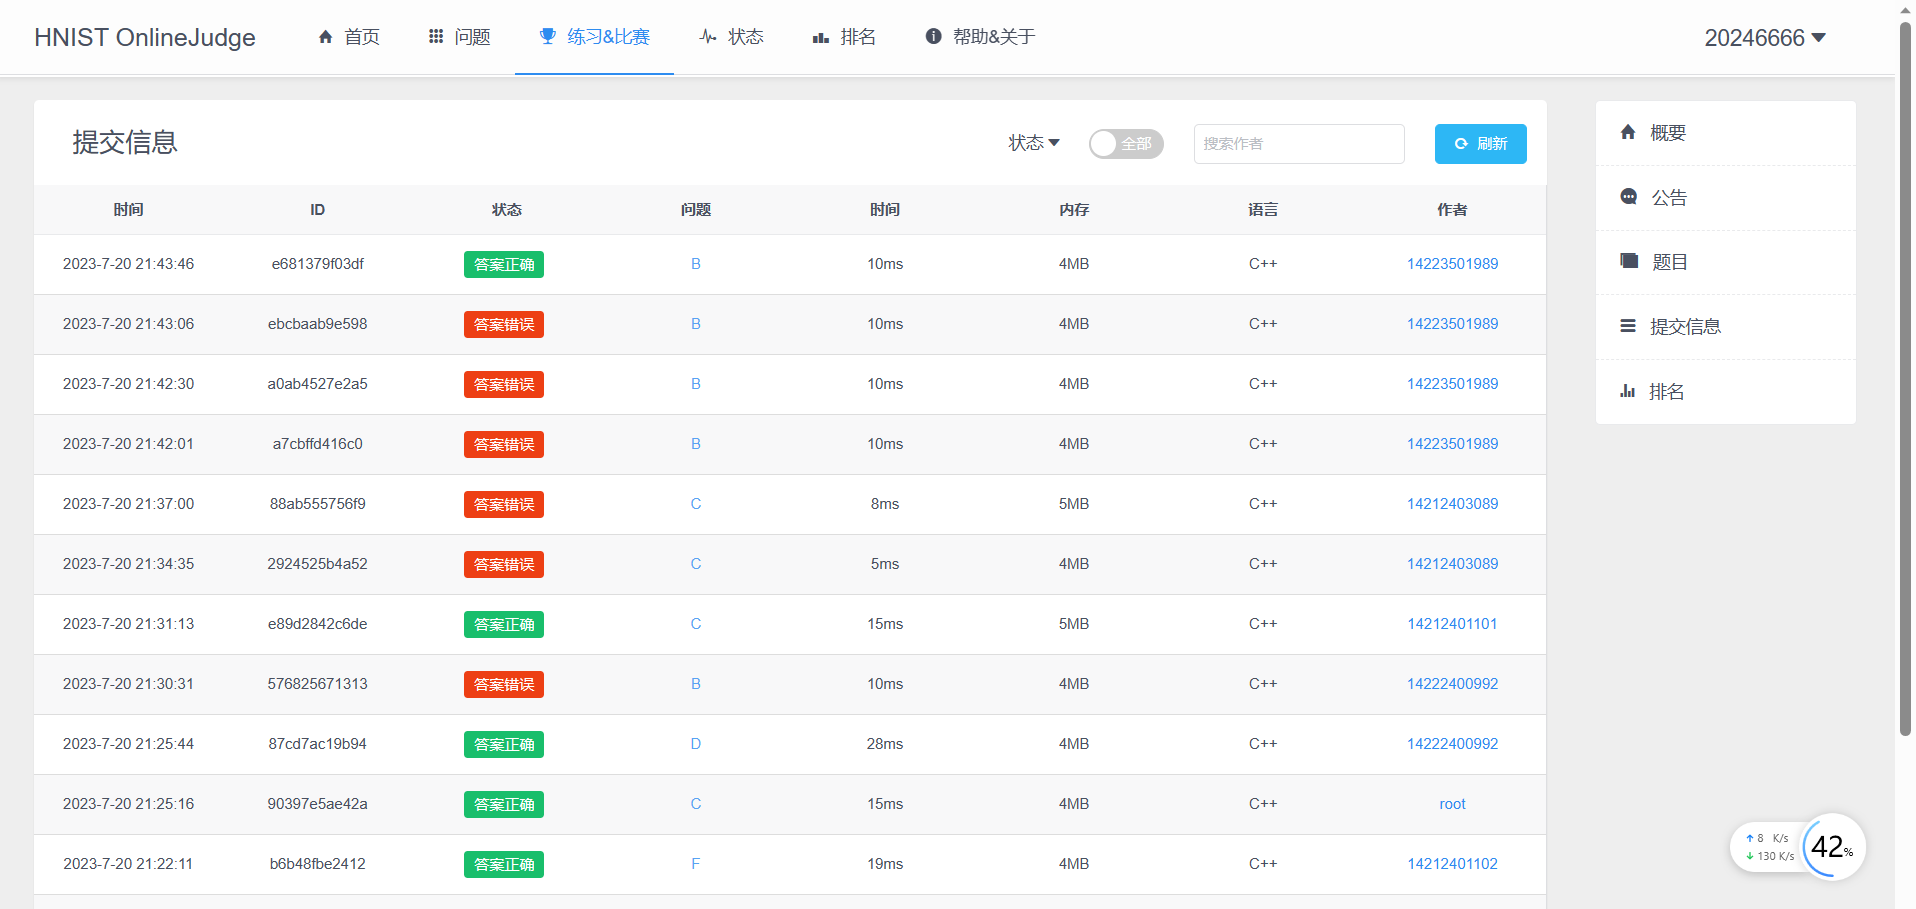 HNIST OnlineJudge 首页 问题 练习&比赛 状态 排名 帮助&关于 20246666
提交信息 状态 全部 搜索作者 刷新
时间 ID 状态 问题 时间 内存 语言 作者
2023-7-20 21:43:46 e681379f03df 答案正确 B 10ms 4MB C++ 14223501989
2023-7-20 21:43:06 ebcbaab9e598 答案错误 B 10ms 4MB C++ 14223501989
2023-7-20 21:42:30 a0ab4527e2a5 答案错误 B 10ms 4MB C++ 14223501989
2023-7-20 21:42:01 a7cbffd416c0 答案错误 B 10ms 4MB C++ 14223501989
2023-7-20 21:37:00 88ab555756f9 答案错误 C 8ms 5MB C++ 14212403089
2023-7-20 21:34:35 2924525b4a52 答案错误 C 5ms 4MB C++ 14212403089
2023-7-20 21:31:13 e89d2842c6de 答案正确 C 15ms 5MB C++ 14212401101
2023-7-20 21:30:31 576825671313 答案错误 B 10ms 4MB C++ 14222400992
2023-7-20 21:25:44 87cd7ac19b94 答案正确 D 28ms 4MB C++ 14222400992
2023-7-20 21:25:16 90397e5ae42a 答案正确 C 15ms 4MB C++ root
2023-7-20 21:22:11 b6b48fbe2412 答案正确 F 19ms 4MB C++ 14212401102
概要
公告
题目
提交信息
排名
8 K/s
130 K/s
42%